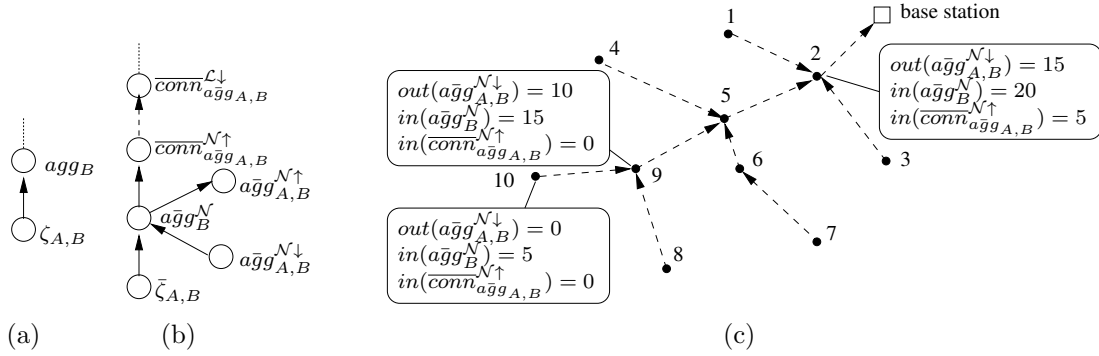 agg_B
ζ_{A,B}
(a)
\overline{conn}^{\mathcal{L}↓}_{a\bar{g}g_{A,B}}
\overline{conn}^{\mathcal{N}↑}_{a\bar{g}g_{A,B}}
a\bar{g}g^{\mathcal{N}↑}_{A,B}
a\bar{g}g^{\mathcal{N}}_B
a\bar{g}g^{\mathcal{N}↓}_{A,B}
\bar{ζ}_{A,B}
(b)
1
base station
2
4
out(a\bar{g}g^{\mathcal{N}↓}_{A,B}) = 15
in(a\bar{g}g^{\mathcal{N}}_B) = 20
in(\overline{conn}^{\mathcal{N}↑}_{a\bar{g}g_{A,B}}) = 5
out(a\bar{g}g^{\mathcal{N}↓}_{A,B}) = 10
in(a\bar{g}g^{\mathcal{N}}_B) = 15
in(\overline{conn}^{\mathcal{N}↑}_{a\bar{g}g_{A,B}}) = 0
5
3
6
10
9
out(a\bar{g}g^{\mathcal{N}↓}_{A,B}) = 0
in(a\bar{g}g^{\mathcal{N}}_B) = 5
in(\overline{conn}^{\mathcal{N}↑}_{a\bar{g}g_{A,B}}) = 0
7
8
(c)